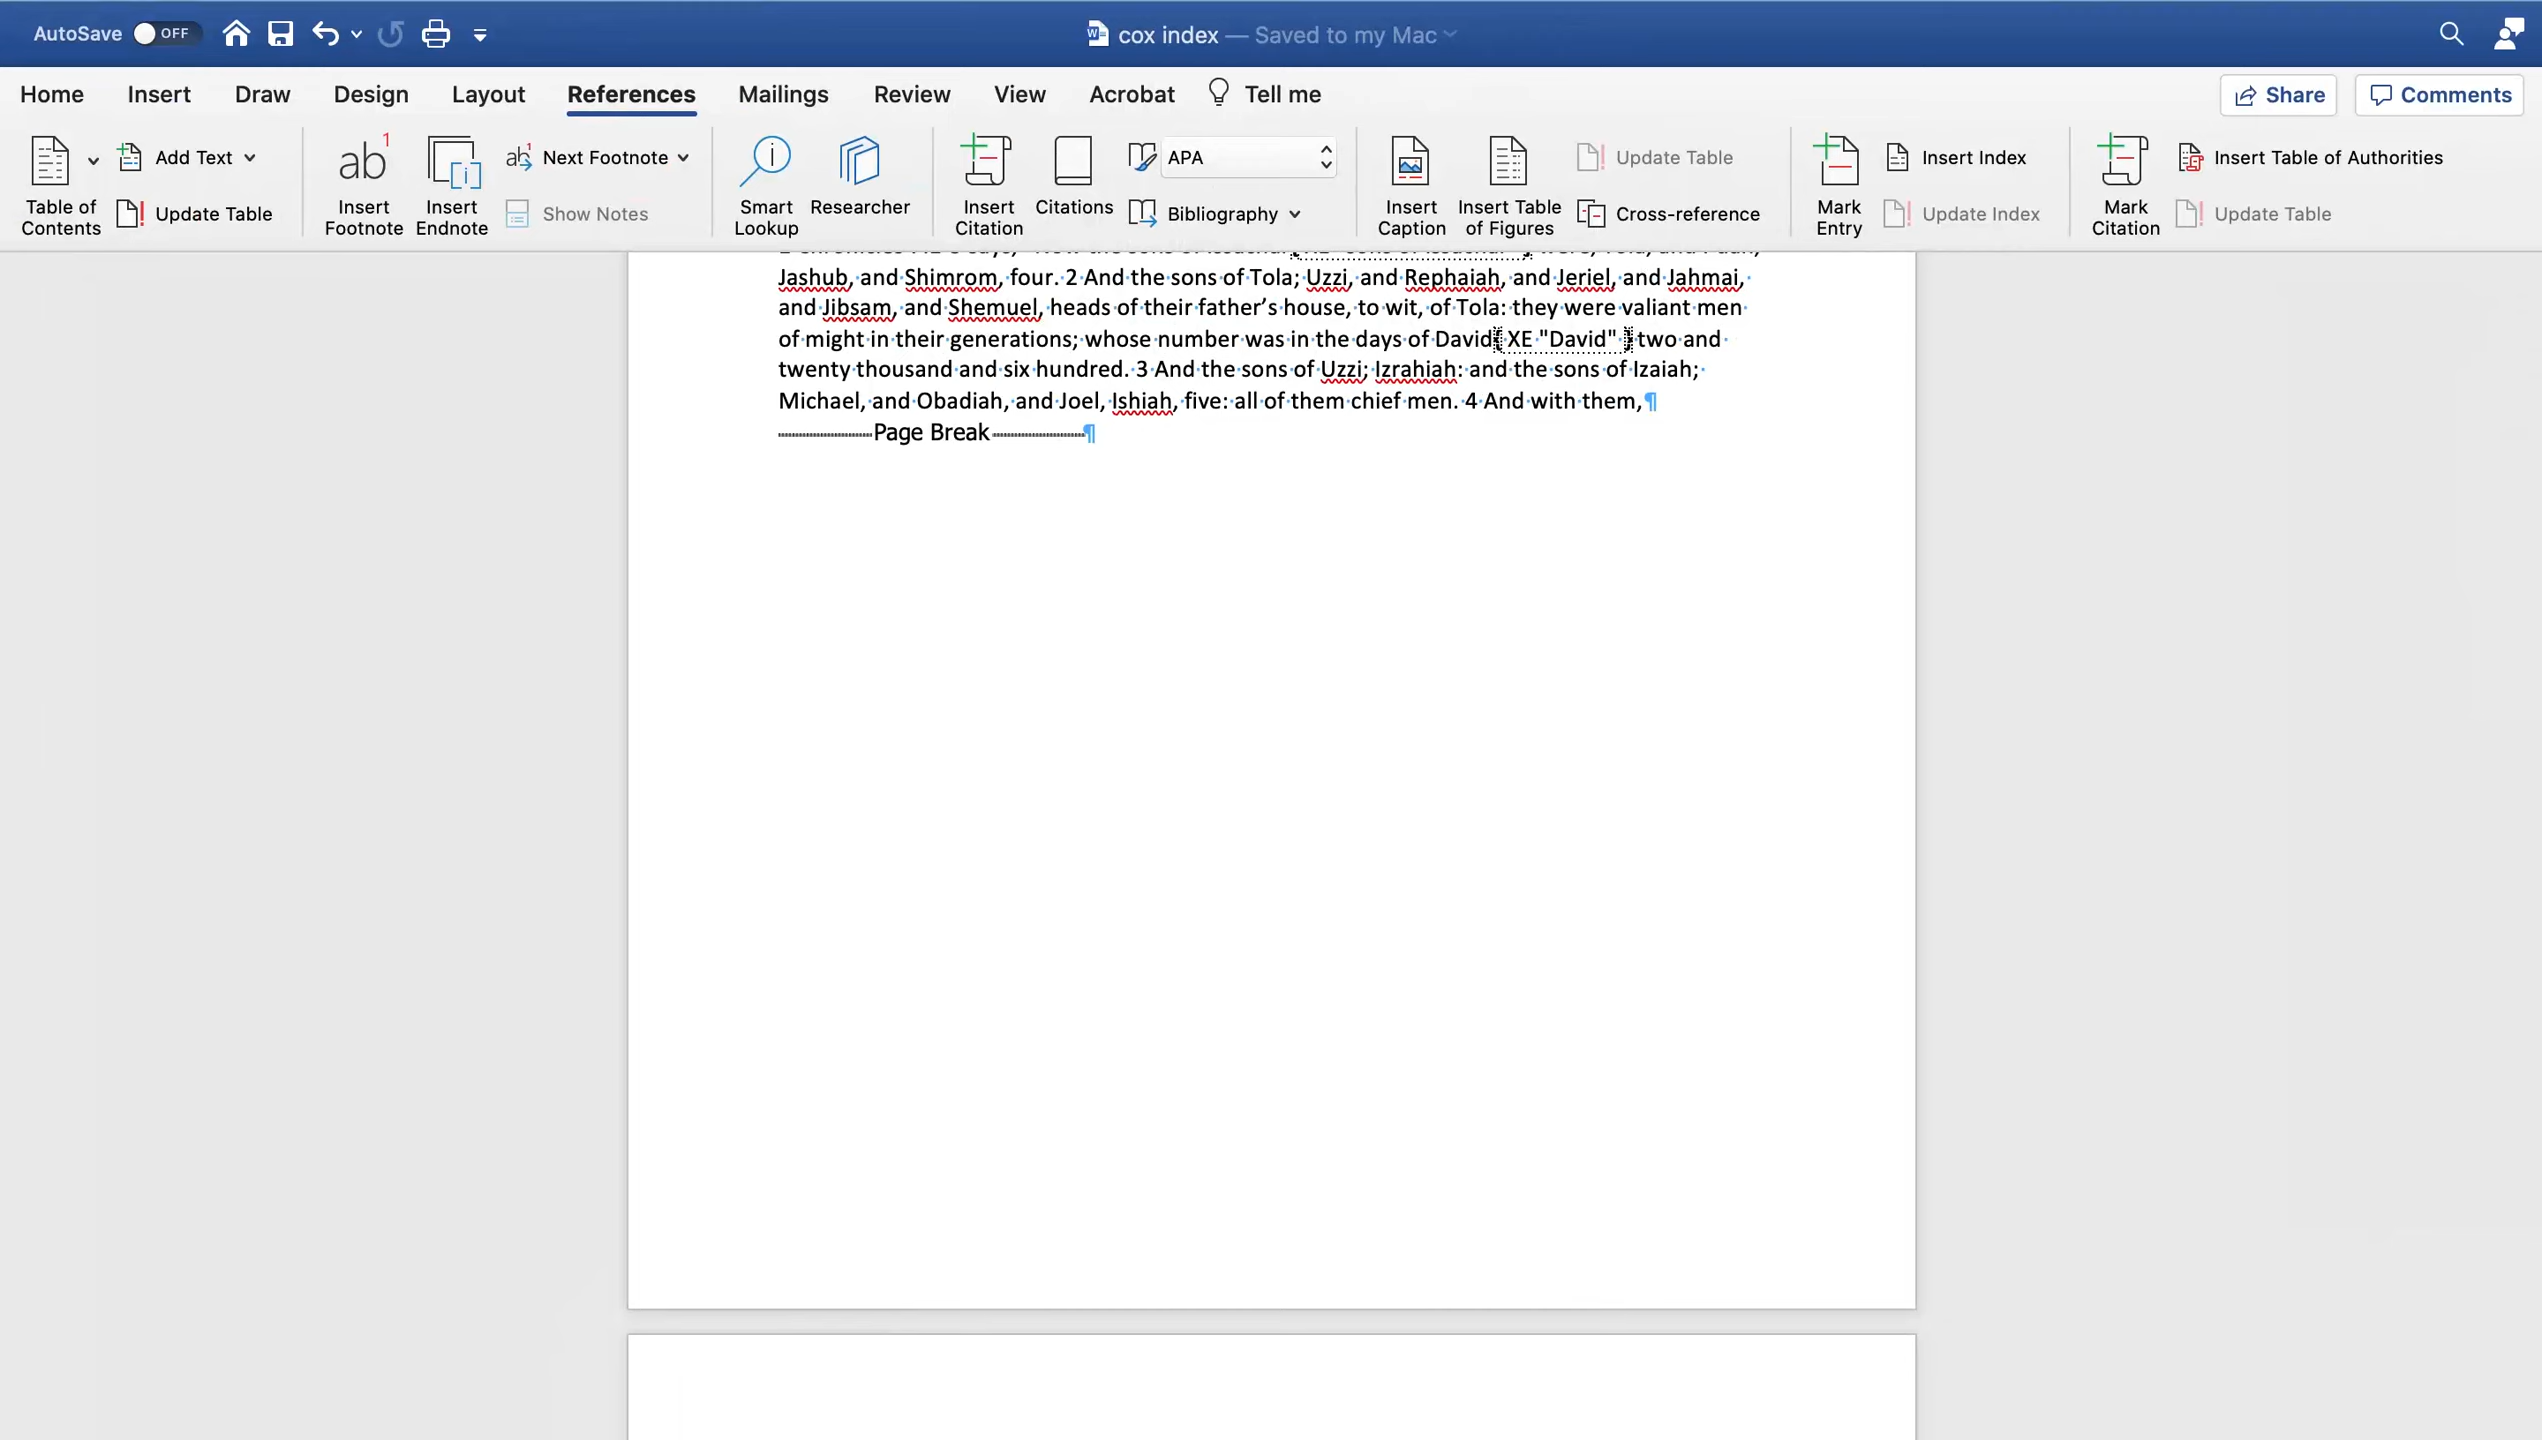 AutoSave OFF
cox index — Saved to my Mac
Home Insert Draw Design Layout References Mailings Review View Acrobat Tell me
Share Comments
Table of Contents
Add Text
Update Table
ab1
Insert Footnote
Insert Endnote
ab1 Next Footnote
Show Notes
Smart Lookup
Researcher
Insert Citation
Citations
APA
Bibliography
Insert Caption
Insert Table of Figures
Update Table
Cross-reference
Mark Entry
Insert Index
Update Index
Mark Citation
Insert Table of Authorities
Update Table
Jashub, and Shimrom, four. 2 And the sons of Tola; Uzzi, and Rephaiah, and Jeriel, and Jahmai,
and Jibsam, and Shemuel, heads of their father’s house, to wit, of Tola: they were valiant men
of might in their generations; whose number was in the days of David{ XE "David" } two and
twenty thousand and six hundred. 3 And the sons of Uzzi; Izrahiah: and the sons of Izaiah;
Michael, and Obadiah, and Joel, Ishiah, five: all of them chief men. 4 And with them,¶
Page Break¶